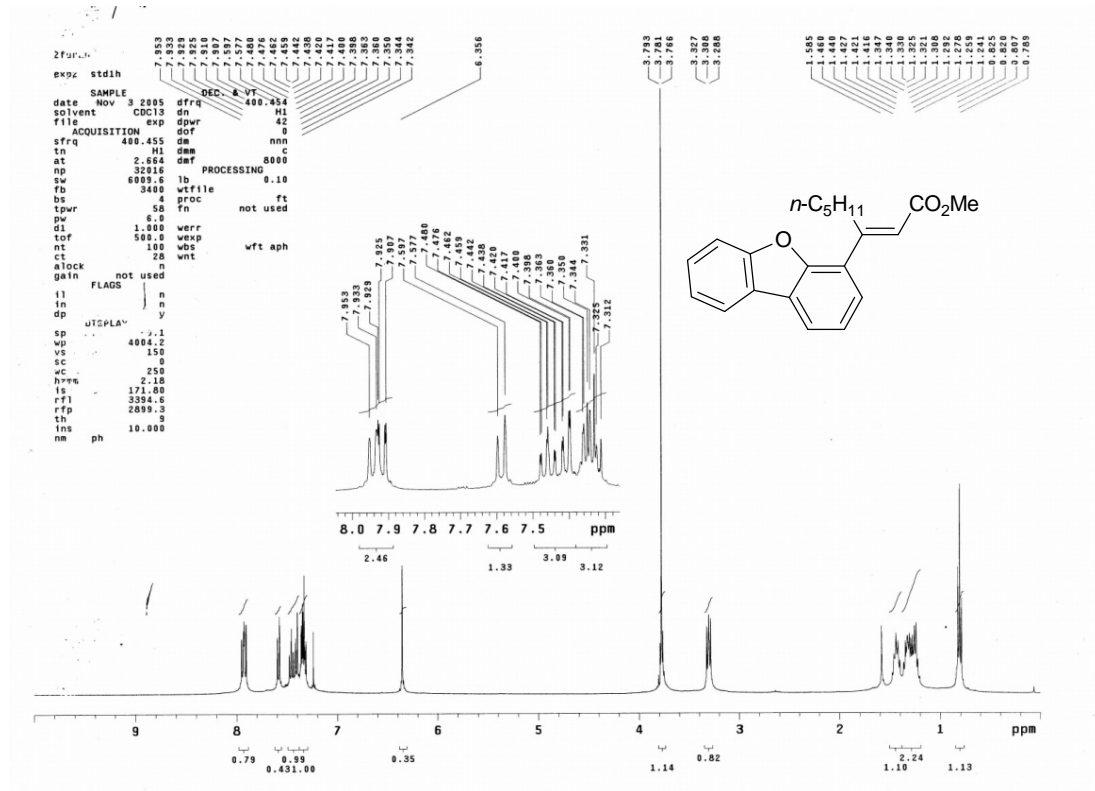 7.953 7.933 7.929 7.925 7.910 7.907 7.597 7.577 7.480 7.476 7.462 7.459 7.442 7.438 7.420 7.417 7.400 7.398 7.363 7.360 7.350 7.344 7.342
6.356
3.793 3.781 3.766
3.327 3.308 3.288
1.585 1.460 1.440 1.427 1.421 1.416 1.347 1.340 1.330 1.325 1.321 1.308 1.292 1.278 1.259 1.241 0.825 0.820 0.807 0.789
std1h
SAMPLE
date Nov 3 2005
solvent CDCl3
file exp
ACQUISITION
sfrq 400.455
tn H1
at 2.664
np 32016
sw 6009.6
fb 3400
bs 4
tpwr 58
pw 6.0
d1 1.000
tof 500.0
nt 100
ct 28
alock n
gain not used
FLAGS
il n
in n
dp y
wp 4004.2
vs 150
sc 0
wc 250
is 171.80
rfl 3394.6
rfp 2899.3
th 9
ins 10.000
nm ph
DEC. & VT
dfrq 400.454
dn H1
dpwr 42
dof 0
dm nnn
dmm c
dmf 8000
PROCESSING
lb 0.10
wtfile
proc ft
fn not used
werr
wexp
wbs wft aph
wnt
n-C5H11
CO2Me
O
7.953 7.933 7.929 7.925 7.907 7.597 7.577 7.480 7.476 7.462 7.459 7.442 7.438 7.420 7.417 7.400 7.398 7.363 7.360 7.350 7.344 7.331 7.325 7.312
8.0 7.9 7.8 7.7 7.6 7.5 ppm
2.46 1.33 3.09 3.12
9 8 7 6 5 4 3 2 1 ppm
0.79 0.43 0.99 1.00 0.35 1.14 0.82 1.10 2.24 1.13